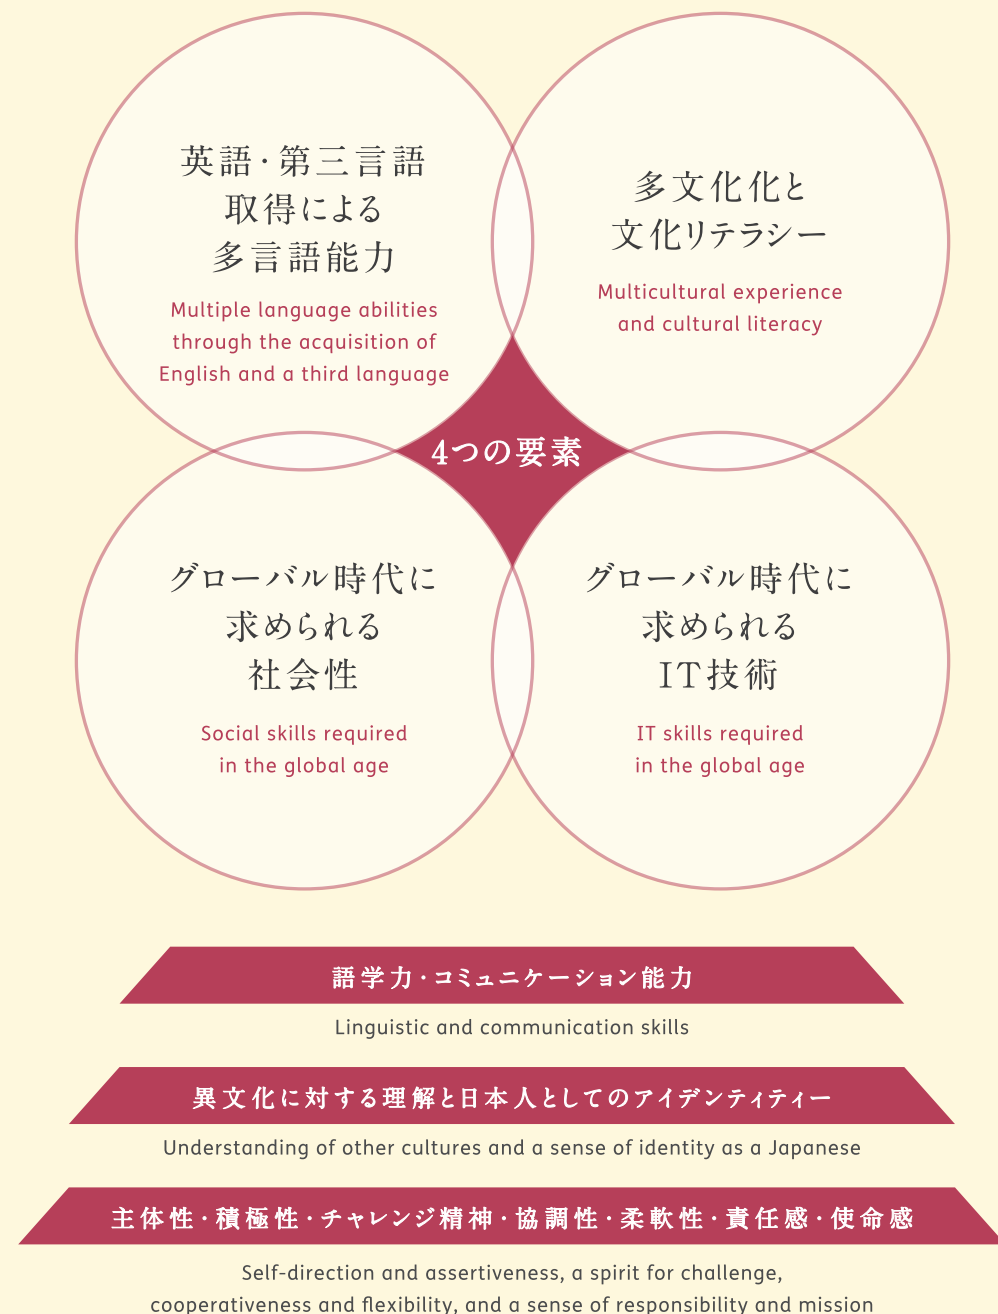 英語・第三言語
取得による
多言語能力
Multiple language abilities
through the acquisition of
English and a third language
多文化化と
文化リテラシー
Multicultural experience
and cultural literacy
4つの要素
グローバル時代に
求められる
社会性
Social skills required
in the global age
グローバル時代に
求められる
IT技術
IT skills required
in the global age
語学力・コミュニケーション能力
Linguistic and communication skills
異文化に対する理解と日本人としてのアイデンティティー
Understanding of other cultures and a sense of identity as a Japanese
主体性・積極性・チャレンジ精神・協調性・柔軟性・責任感・使命感
Self-direction and assertiveness, a spirit for challenge,
cooperativeness and flexibility, and a sense of responsibility and mission